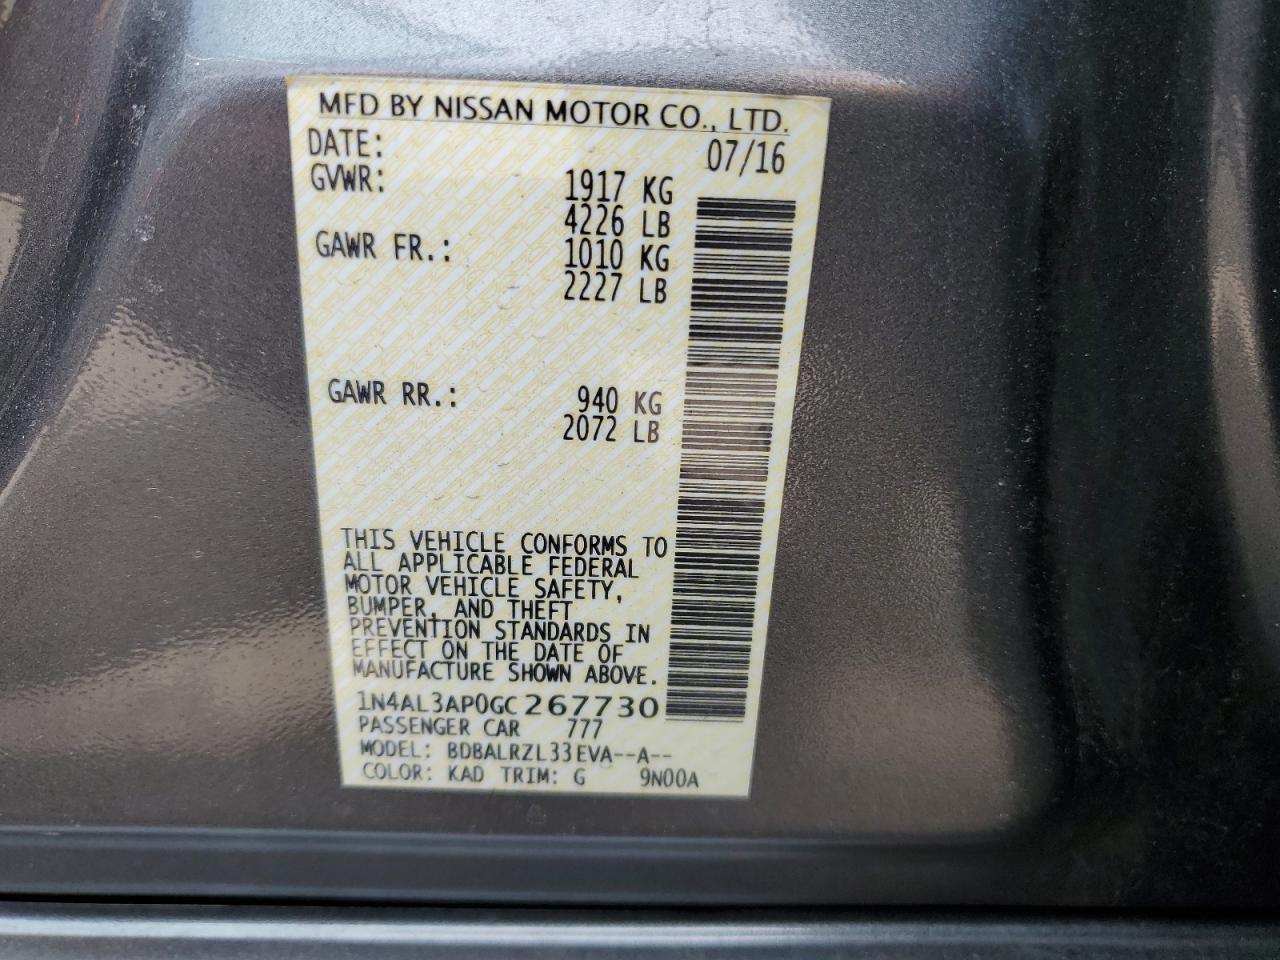 MFD BY NISSAN MOTOR CO., LTD.
DATE: 07/16
GVWR: 1917 KG
4226 LB
GAWR FR.: 1010 KG
2227 LB
GAWR RR.: 940 KG
2072 LB
THIS VEHICLE CONFORMS TO
ALL APPLICABLE FEDERAL
MOTOR VEHICLE SAFETY,
BUMPER, AND THEFT
PREVENTION STANDARDS IN
EFFECT ON THE DATE OF
MANUFACTURE SHOWN ABOVE.
1N4AL3AP0GC267730
PASSENGER CAR 777
MODEL: BDBALRZL33EVA--A--
COLOR: KAD TRIM: G 9N00A